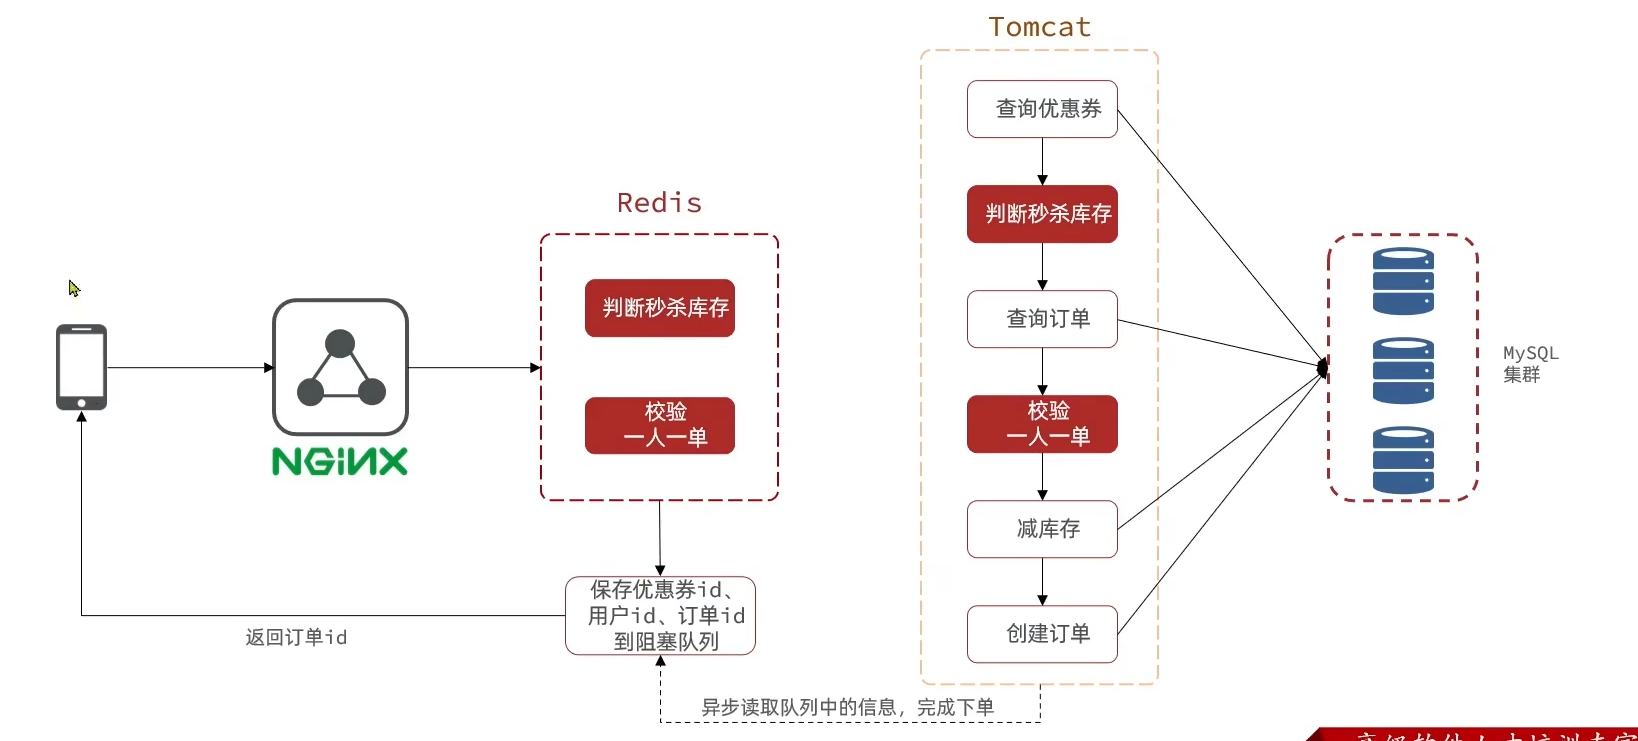 Tomcat
查询优惠券
判断秒杀库存
查询订单
校验
一人一单
减库存
创建订单
Redis
判断秒杀库存
校验
一人一单
NGINX
MySQL
集群
保存优惠券id、
用户id、订单id
到阻塞队列
返回订单id
异步读取队列中的信息，完成下单